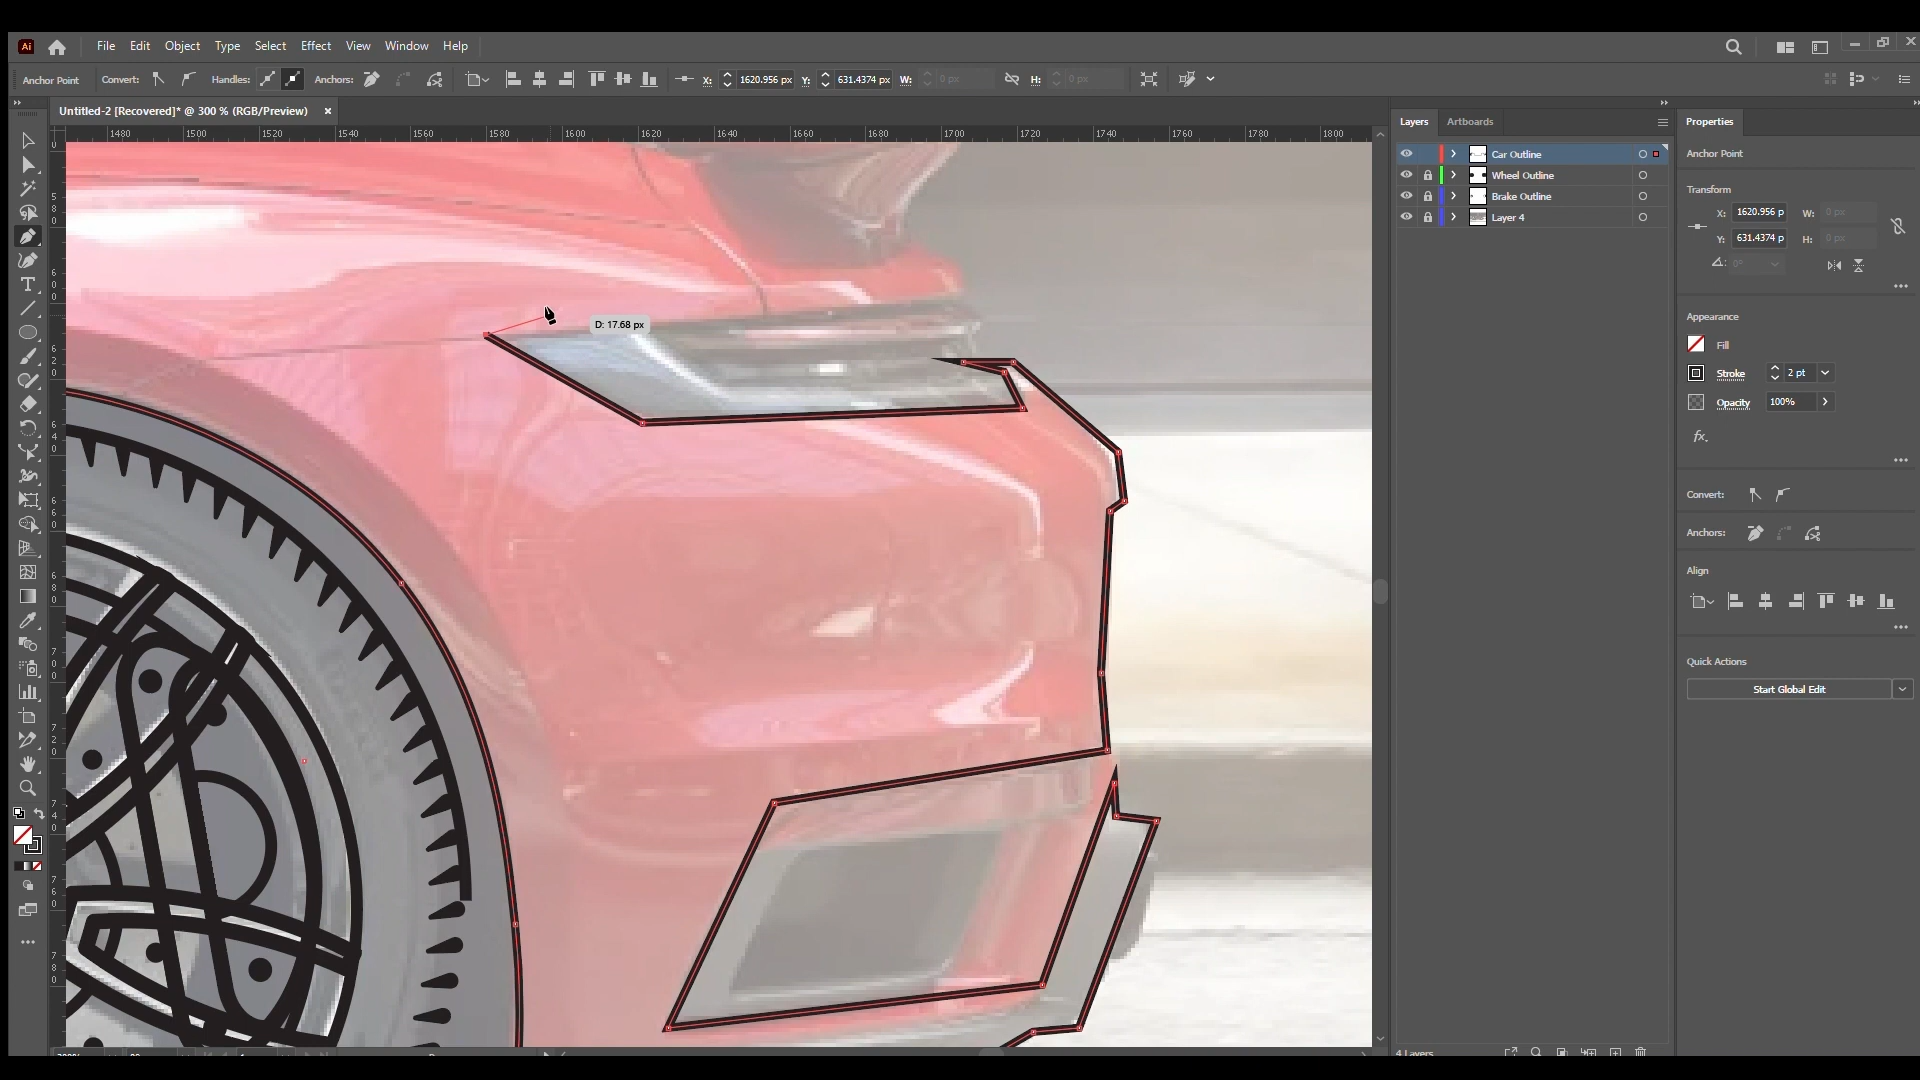 Ai File Edit Object Type Select Effect View Window Help
Anchor Point Convert: Handles: Anchors: X: 1620.956 px Y: 631.4374 px W: 0 px H: 0 px
Untitled-2 [Recovered]* @ 300 % (RGB/Preview) ×
1480 1500 1520 1540 1560 1580 1600 1620 1640 1660 1680 1700 1720 1740 1760 1780 1800
D: 17.68 px
Layers Artboards
Car Outline
Wheel Outline
Brake Outline
Layer 4
4 Layers
Properties
Anchor Point
Transform
X: 1620.956 p W: 0 px
Y: 631.4374 p H: 0 px
0°
Appearance
Fill
Stroke 2 pt
Opacity 100%
fx.
Convert:
Anchors:
Align
Quick Actions
Start Global Edit